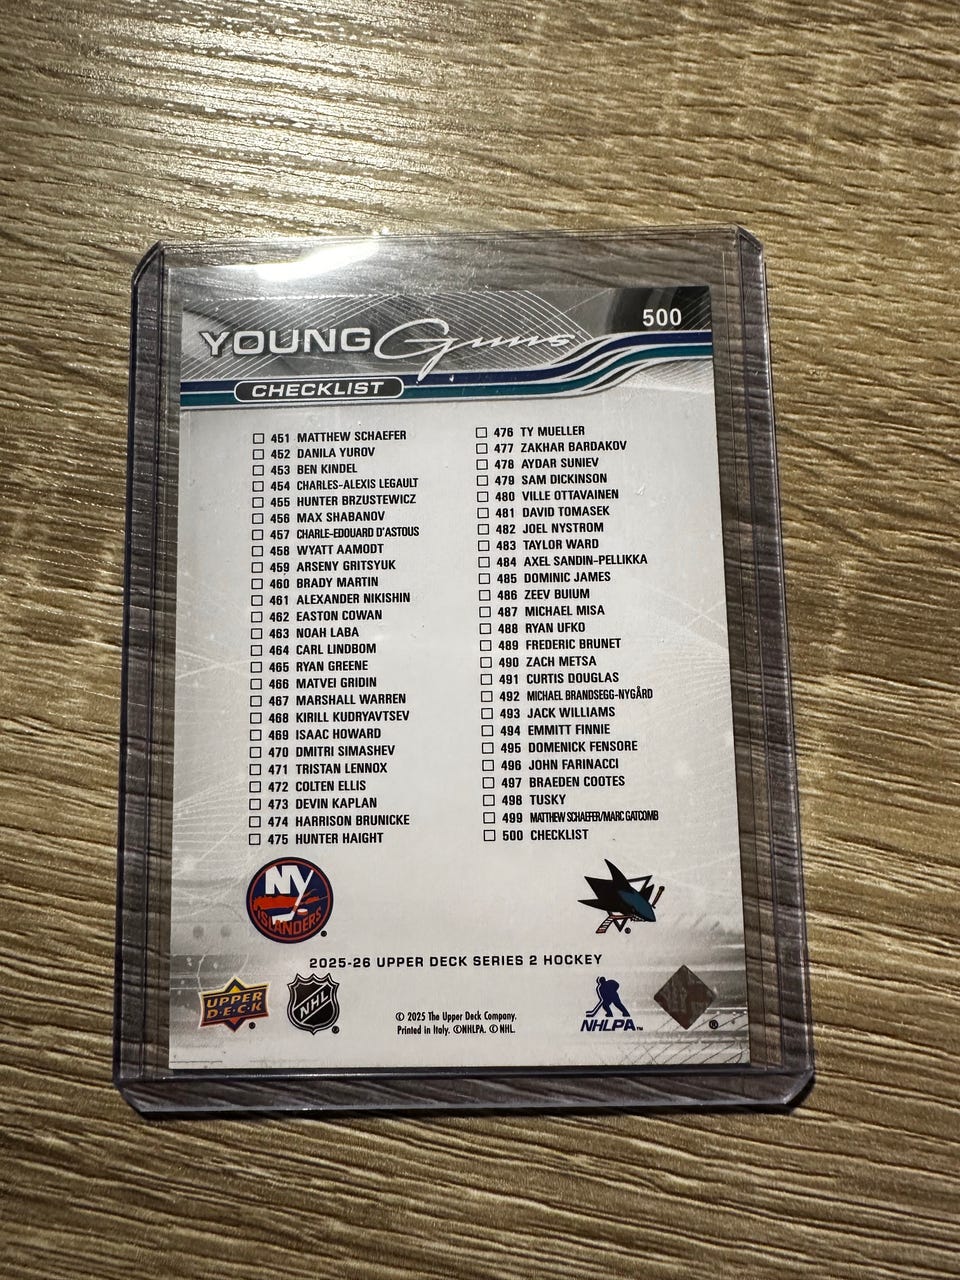 YOUNG Guns
500
CHECKLIST
451 MATTHEW SCHAEFER
452 DANILA YUROV
453 BEN KINDEL
454 CHARLES-ALEXIS LEGAULT
455 HUNTER BRZUSTEWICZ
456 MAX SHABANOV
457 CHARLE-EDOUARD D'ASTOUS
458 WYATT AAMODT
459 ARSENY GRITSYUK
460 BRADY MARTIN
461 ALEXANDER NIKISHIN
462 EASTON COWAN
463 NOAH LABA
464 CARL LINDBOM
465 RYAN GREENE
466 MATVEI GRIDIN
467 MARSHALL WARREN
468 KIRILL KUDRYAVTSEV
469 ISAAC HOWARD
470 DMITRI SIMASHEV
471 TRISTAN LENNOX
472 COLTEN ELLIS
473 DEVIN KAPLAN
474 HARRISON BRUNICKE
475 HUNTER HAIGHT
476 TY MUELLER
477 ZAKHAR BARDAKOV
478 AYDAR SUNIEV
479 SAM DICKINSON
480 VILLE OTTAVAINEN
481 DAVID TOMASEK
482 JOEL NYSTROM
483 TAYLOR WARD
484 AXEL SANDIN-PELLIKKA
485 DOMINIC JAMES
486 ZEEV BUIUM
487 MICHAEL MISA
488 RYAN UFKO
489 FREDERIC BRUNET
490 ZACH METSA
491 CURTIS DOUGLAS
492 MICHAEL BRANDSEGG-NYGÅRD
493 JACK WILLIAMS
494 EMMITT FINNIE
495 DOMENICK FENSORE
496 JOHN FARINACCI
497 BRAEDEN COOTES
498 TUSKY
499 MATTHEW SCHAEFER/MARC GATCOMB
500 CHECKLIST
NY
ISLANDERS
2025-26 UPPER DECK SERIES 2 HOCKEY
UPPER
D·E·C·K
NHL
© 2025 The Upper Deck Company.
Printed in Italy. ©NHLPA. © NHL.
NHLPA™